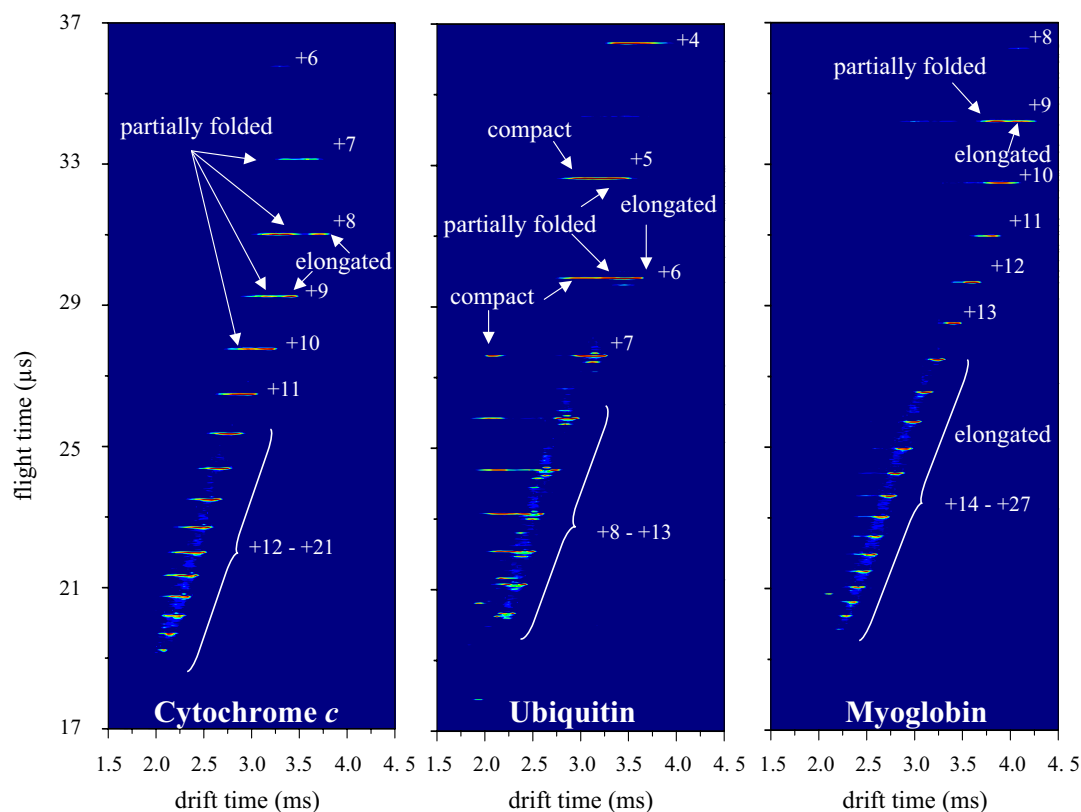 37
33
29
25
21
17
flight time (µs)
+6
partially folded
+7
+8
elongated
+9
+10
+11
+12 - +21
Cytochrome c
1.5 2.0 2.5 3.0 3.5 4.0 4. 5
drift time (ms)
+4
compact
+5
elongated
partially folded
+6
compact
+7
+8 - +13
Ubiquitin
1.5 2.0 2.5 3.0 3.5 4.0 4. 5
drift time (ms)
+8
partially folded
+9
elongated
+10
+11
+12
+13
elongated
+14 - +27
Myoglobin
1.5 2.0 2.5 3.0 3.5 4.0 4. 5
drift time (ms)